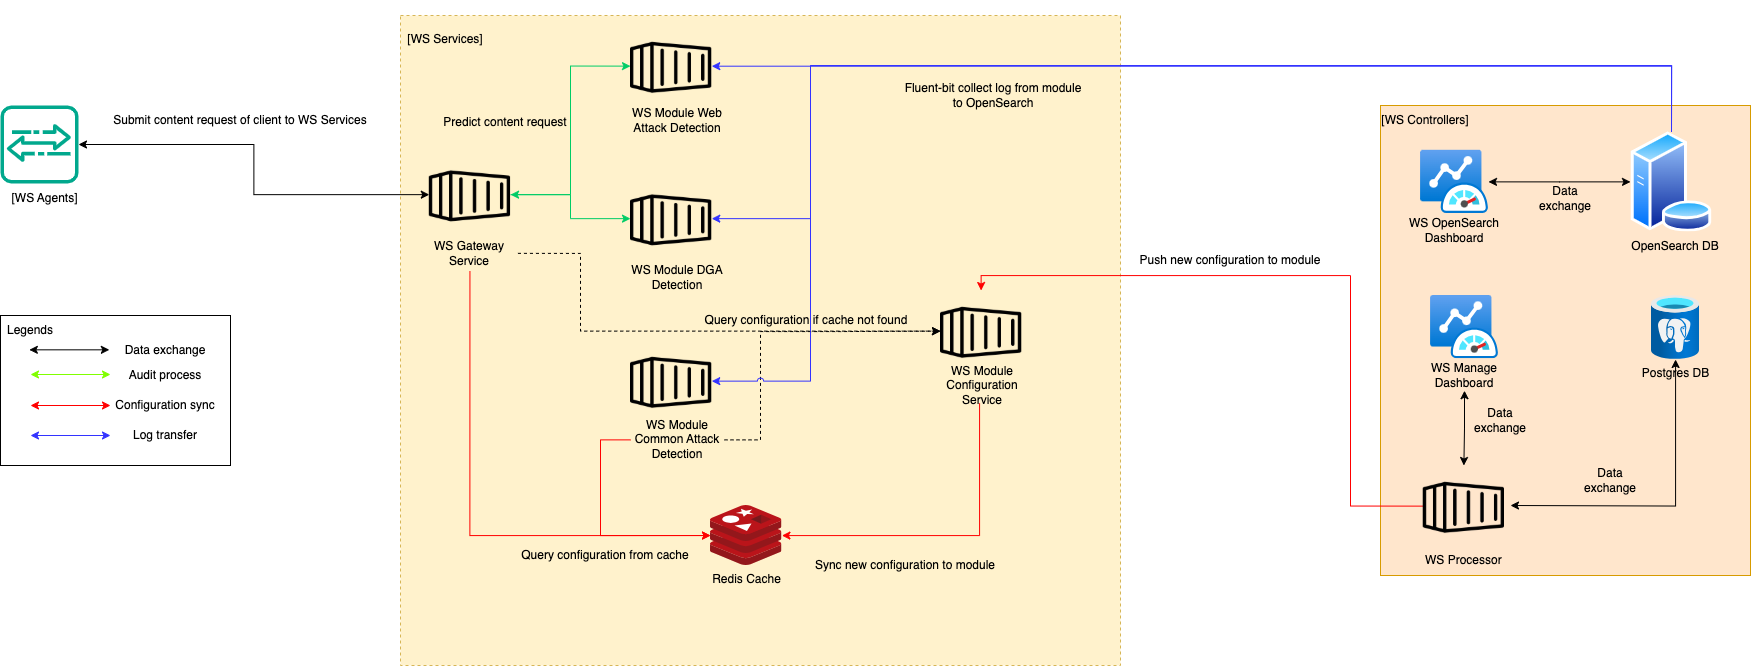 [WS Services]
WS Module Web
Attack Detection
Fluent-bit collect log from module
to OpenSearch
Submit content request of client to WS Services
Predict content request
[WS Agents]
WS Gateway
Service
WS Module DGA
Detection
Query configuration if cache not found
WS Module
Configuration
Service
WS Module
Common Attack
Detection
Query configuration from cache
Redis Cache
Sync new configuration to module
Push new configuration to module
[WS Controllers]
WS OpenSearch
Dashboard
Data
exchange
OpenSearch DB
WS Manage
Dashboard
Postgres DB
Data
exchange
Data
exchange
WS Processor
Legends
Data exchange
Audit process
Configuration sync
Log transfer